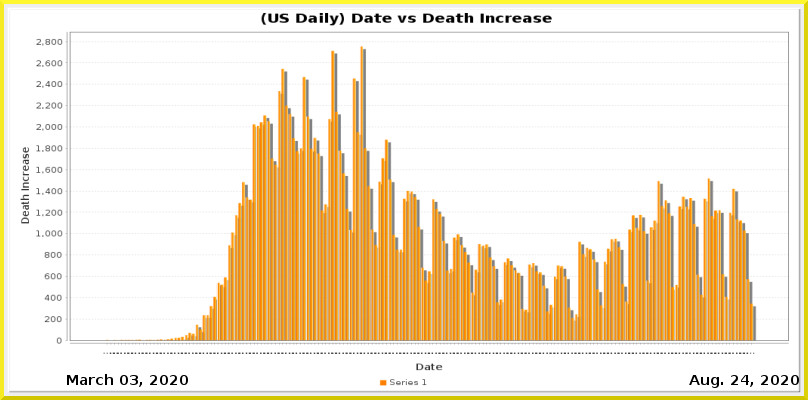 (US Daily) Date vs Death Increase
Death Increase
2,800
2,600
2,400
2,200
2,000
1,800
1,600
1,400
1,200
1,000
800
600
400
200
0
Date
March 03, 2020
Series 1
Aug. 24, 2020